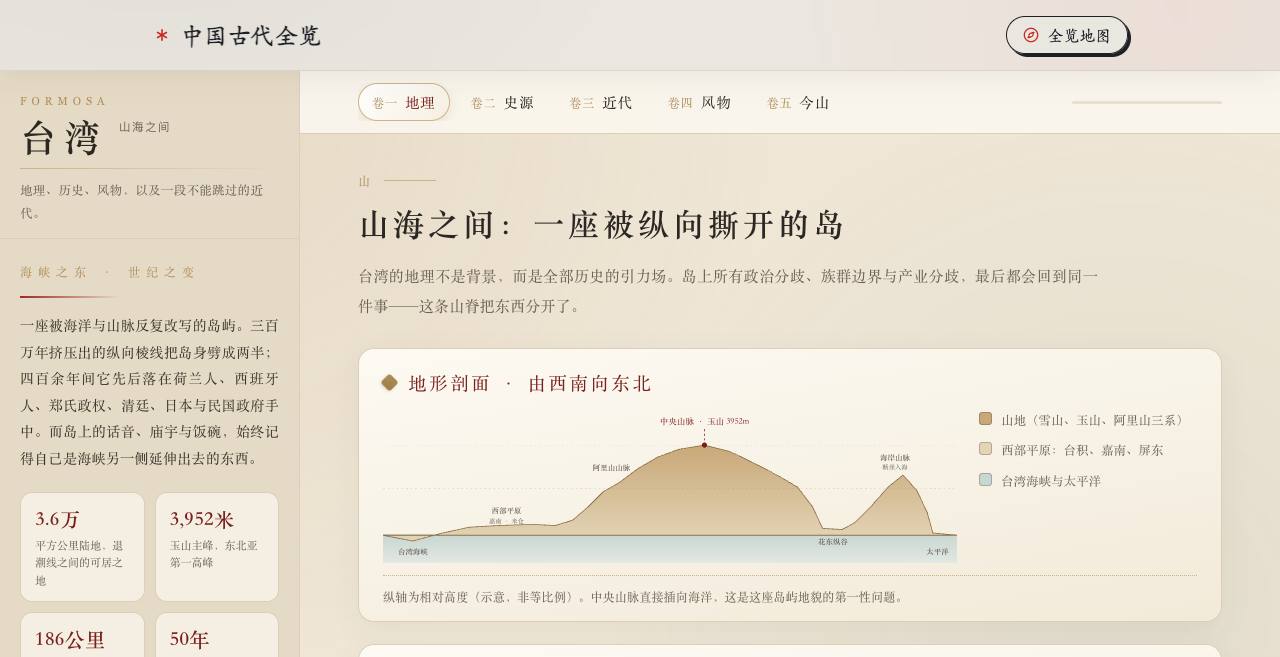 * 中国古代全览
全览地图
FORMOSA
台湾 山海之间
地理、历史、风物，以及一段不能跳过的近
代。
海峡之东 · 世纪之变
一座被海洋与山脉反复改写的岛屿。三百
万年挤压出的纵向棱线把岛身劈成两半；
四百余年间它先后落在荷兰人、西班牙
人、郑氏政权、清廷、日本与民国政府手
中。而岛上的话音、庙宇与饭碗，始终记
得自己是海峡另一侧延伸出去的东西。
3.6万
平方公里陆地，退
潮线之间的可居之
地
3,952米
玉山主峰，东北亚
第一高峰
186公里
50年
卷一 地理 卷二 史源 卷三 近代 卷四 风物 卷五 今山
山
山海之间：一座被纵向撕开的岛
台湾的地理不是背景，而是全部历史的引力场。岛上所有政治分歧、族群边界与产业分歧，最后都会回到同一
件事——这条山脊把东西分开了。
地形剖面 · 由西南向东北
中央山脉 · 玉山 3952m
阿里山山脉
海岸山脉
断崖入海
西部平原
嘉南 · 米仓
花东纵谷
台湾海峡
太平洋
山地（雪山、玉山、阿里山三系）
西部平原：台积、嘉南、屏东
台湾海峡与太平洋
纵轴为相对高度（示意，非等比例）。中央山脉直接插向海洋，这是这座岛屿地貌的第一性问题。